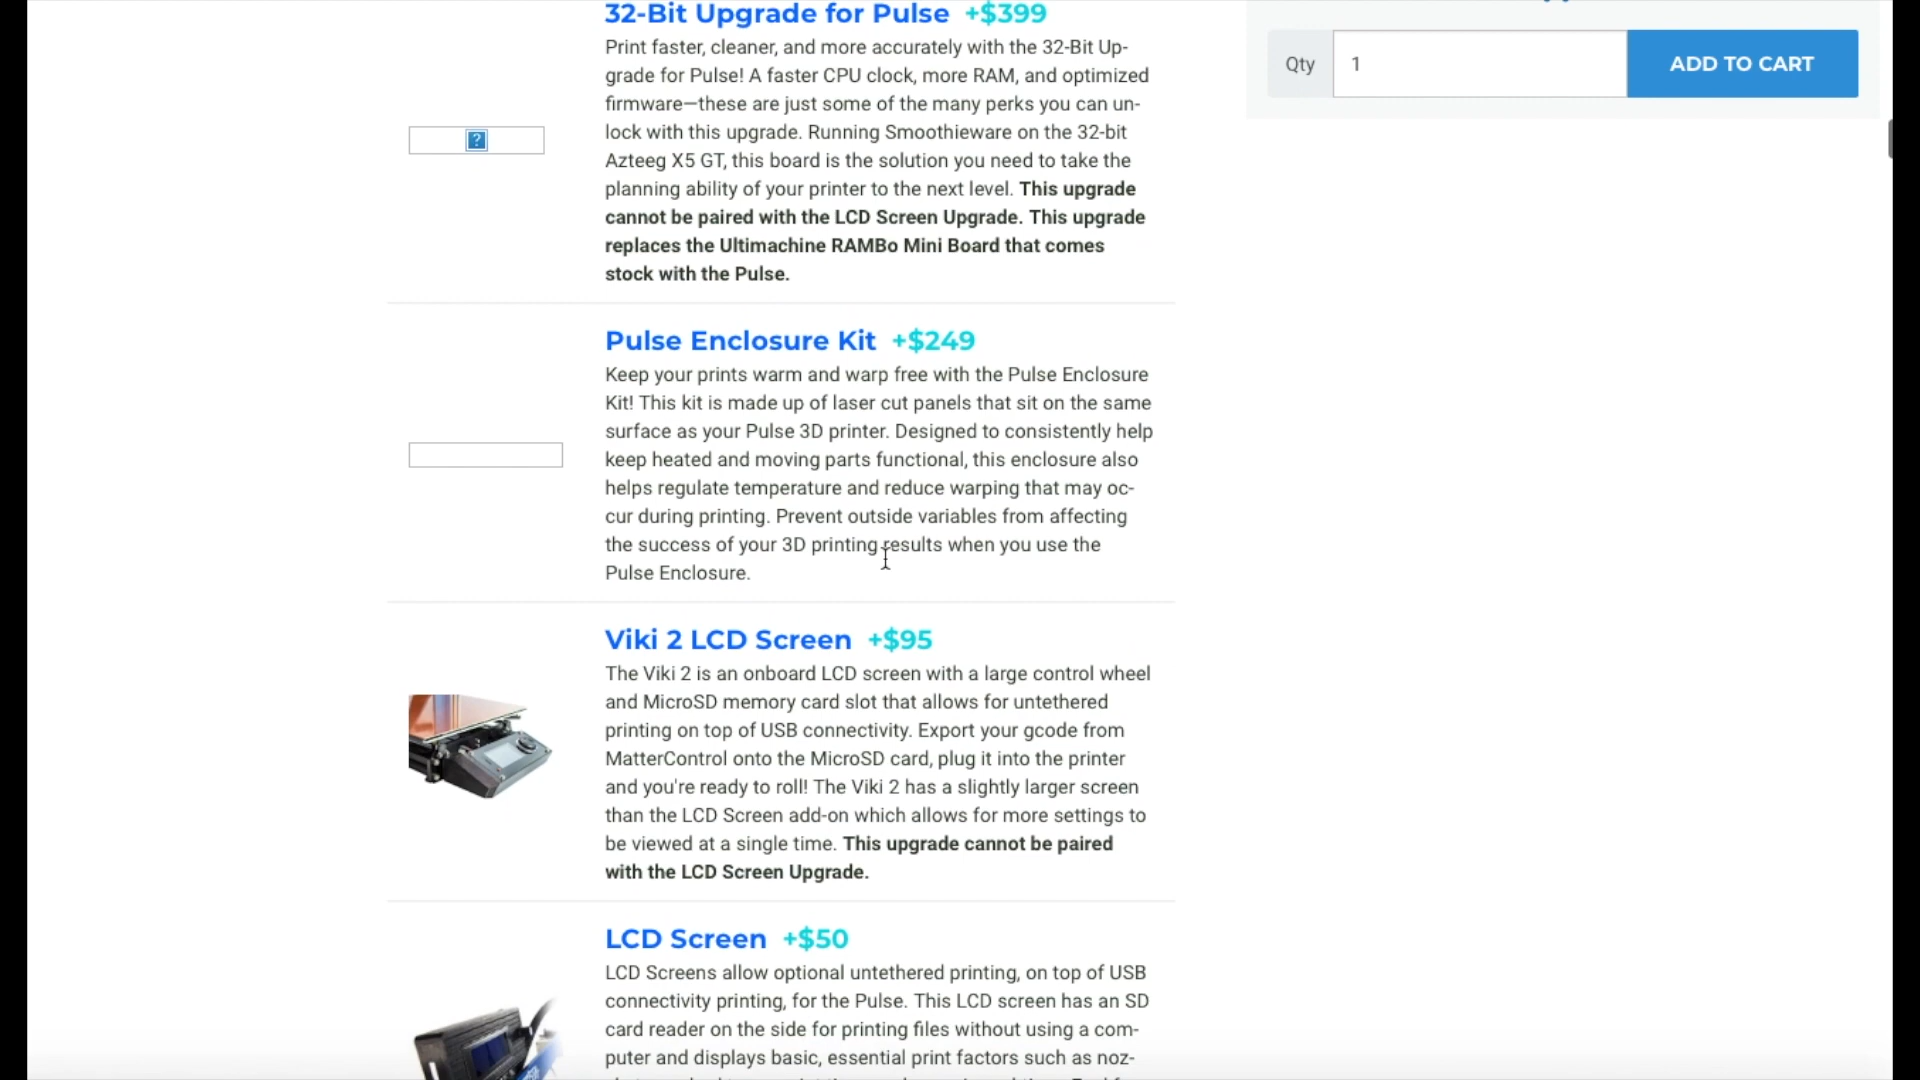 32-Bit Upgrade for Pulse +$399
Print faster, cleaner, and more accurately with the 32-Bit Up-
grade for Pulse! A faster CPU clock, more RAM, and optimized
firmware—these are just some of the many perks you can un-
lock with this upgrade. Running Smoothieware on the 32-bit
Azteeg X5 GT, this board is the solution you need to take the
planning ability of your printer to the next level. This upgrade
cannot be paired with the LCD Screen Upgrade. This upgrade
replaces the Ultimachine RAMBo Mini Board that comes
stock with the Pulse.
Pulse Enclosure Kit +$249
Keep your prints warm and warp free with the Pulse Enclosure
Kit! This kit is made up of laser cut panels that sit on the same
surface as your Pulse 3D printer. Designed to consistently help
keep heated and moving parts functional, this enclosure also
helps regulate temperature and reduce warping that may oc-
cur during printing. Prevent outside variables from affecting
the success of your 3D printing results when you use the
Pulse Enclosure.
Viki 2 LCD Screen +$95
The Viki 2 is an onboard LCD screen with a large control wheel
and MicroSD memory card slot that allows for untethered
printing on top of USB connectivity. Export your gcode from
MatterControl onto the MicroSD card, plug it into the printer
and you're ready to roll! The Viki 2 has a slightly larger screen
than the LCD Screen add-on which allows for more settings to
be viewed at a single time. This upgrade cannot be paired
with the LCD Screen Upgrade.
LCD Screen +$50
LCD Screens allow optional untethered printing, on top of USB
connectivity printing, for the Pulse. This LCD screen has an SD
card reader on the side for printing files without using a com-
puter and displays basic, essential print factors such as noz-
Qty 1 ADD TO CART